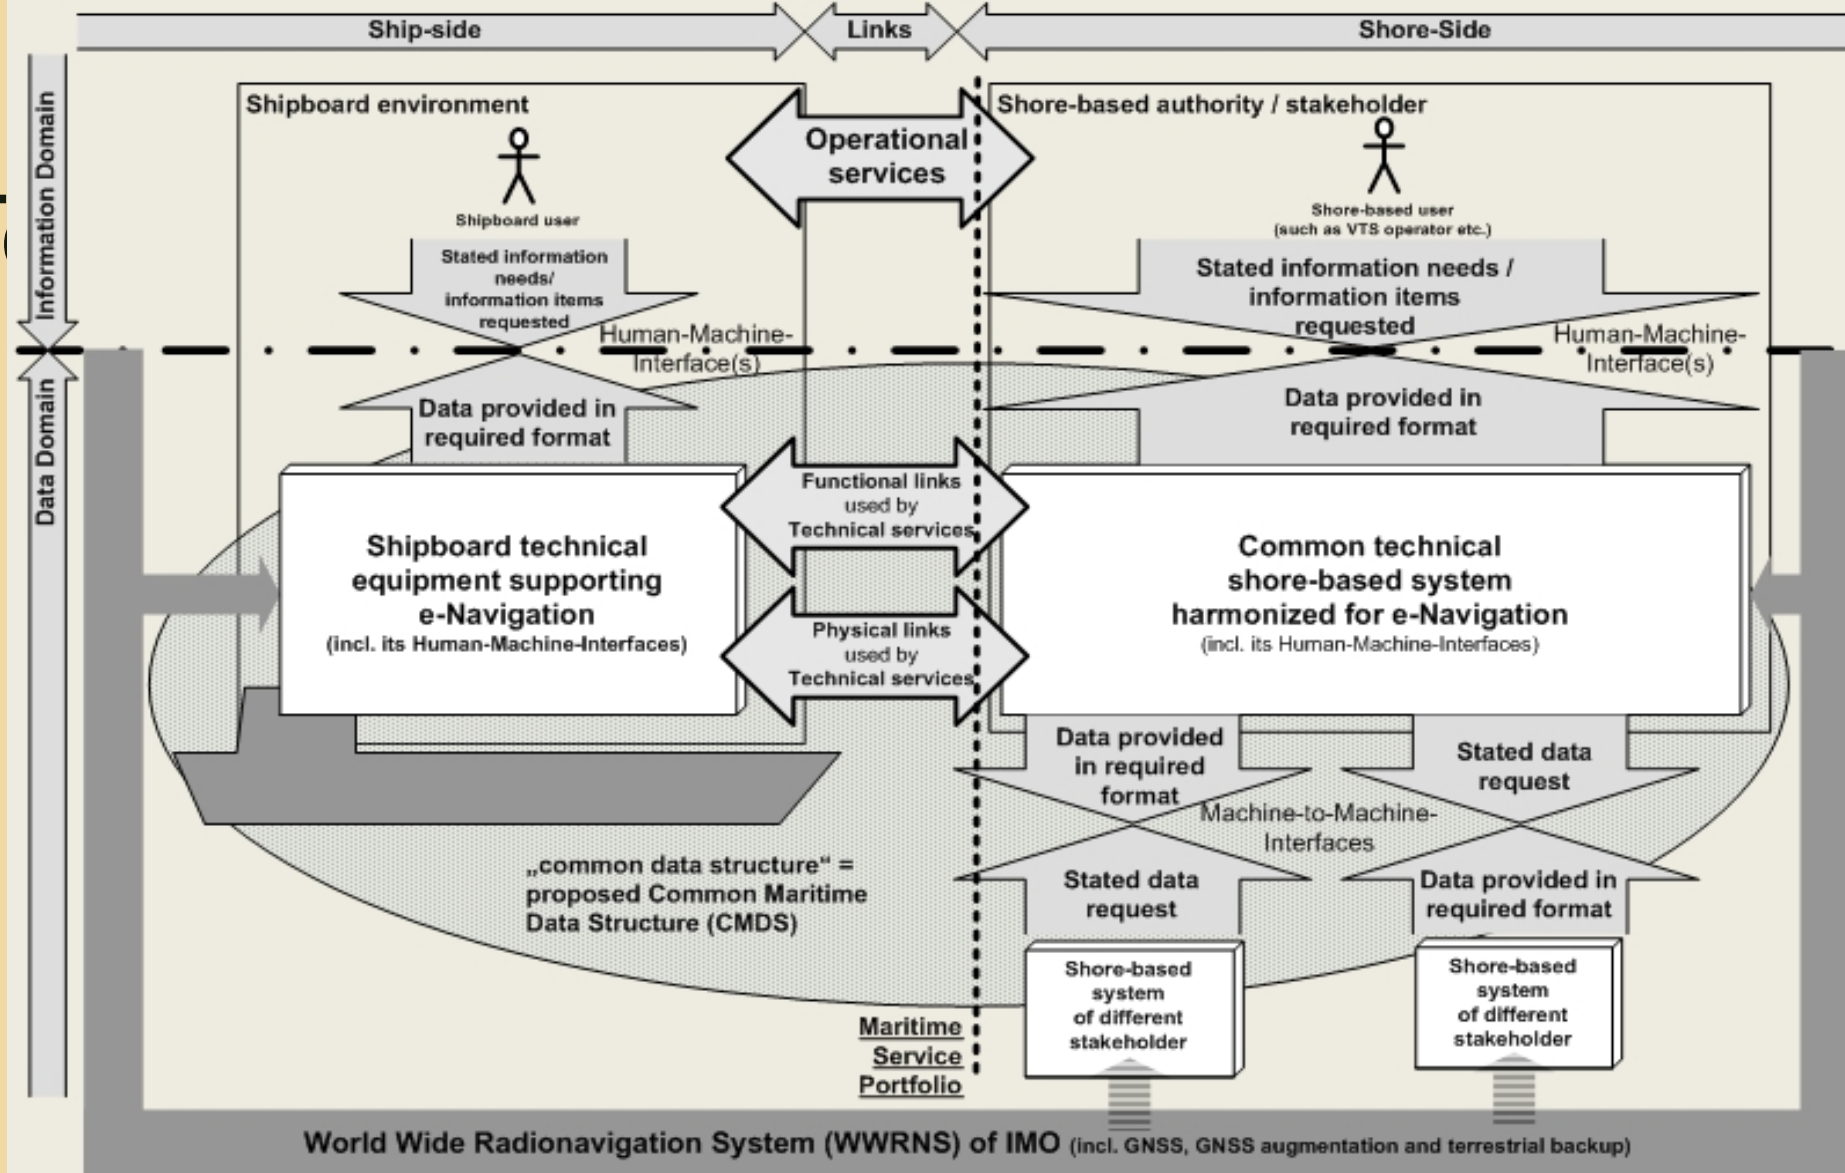 Ship-side
Links
Shore-Side
Information Domain
Data Domain
Shipboard environment
Shipboard user
Stated information
needs/
information items
requested
Human-Machine-
Interface(s)
Data provided in
required format
Shipboard technical
equipment supporting
e-Navigation
(incl. its Human-Machine-Interfaces)
Operational
services
Functional links
used by
Technical services
Physical links
used by
Technical services
Shore-based authority / stakeholder
Shore-based user
(such as VTS operator etc.)
Stated information needs /
information items
requested
Human-Machine-
Interface(s)
Data provided in
required format
Common technical
shore-based system
harmonized for e-Navigation
(incl. its Human-Machine-Interfaces)
Data provided
in required
format
Stated data
request
Machine-to-Machine-
Interfaces
Stated data
request
Data provided in
required format
„common data structure“ =
proposed Common Maritime
Data Structure (CMDS)
Shore-based
system
of different
stakeholder
Shore-based
system
of different
stakeholder
Maritime
Service
Portfolio
World Wide Radionavigation System (WWRNS) of IMO (incl. GNSS, GNSS augmentation and terrestrial backup)